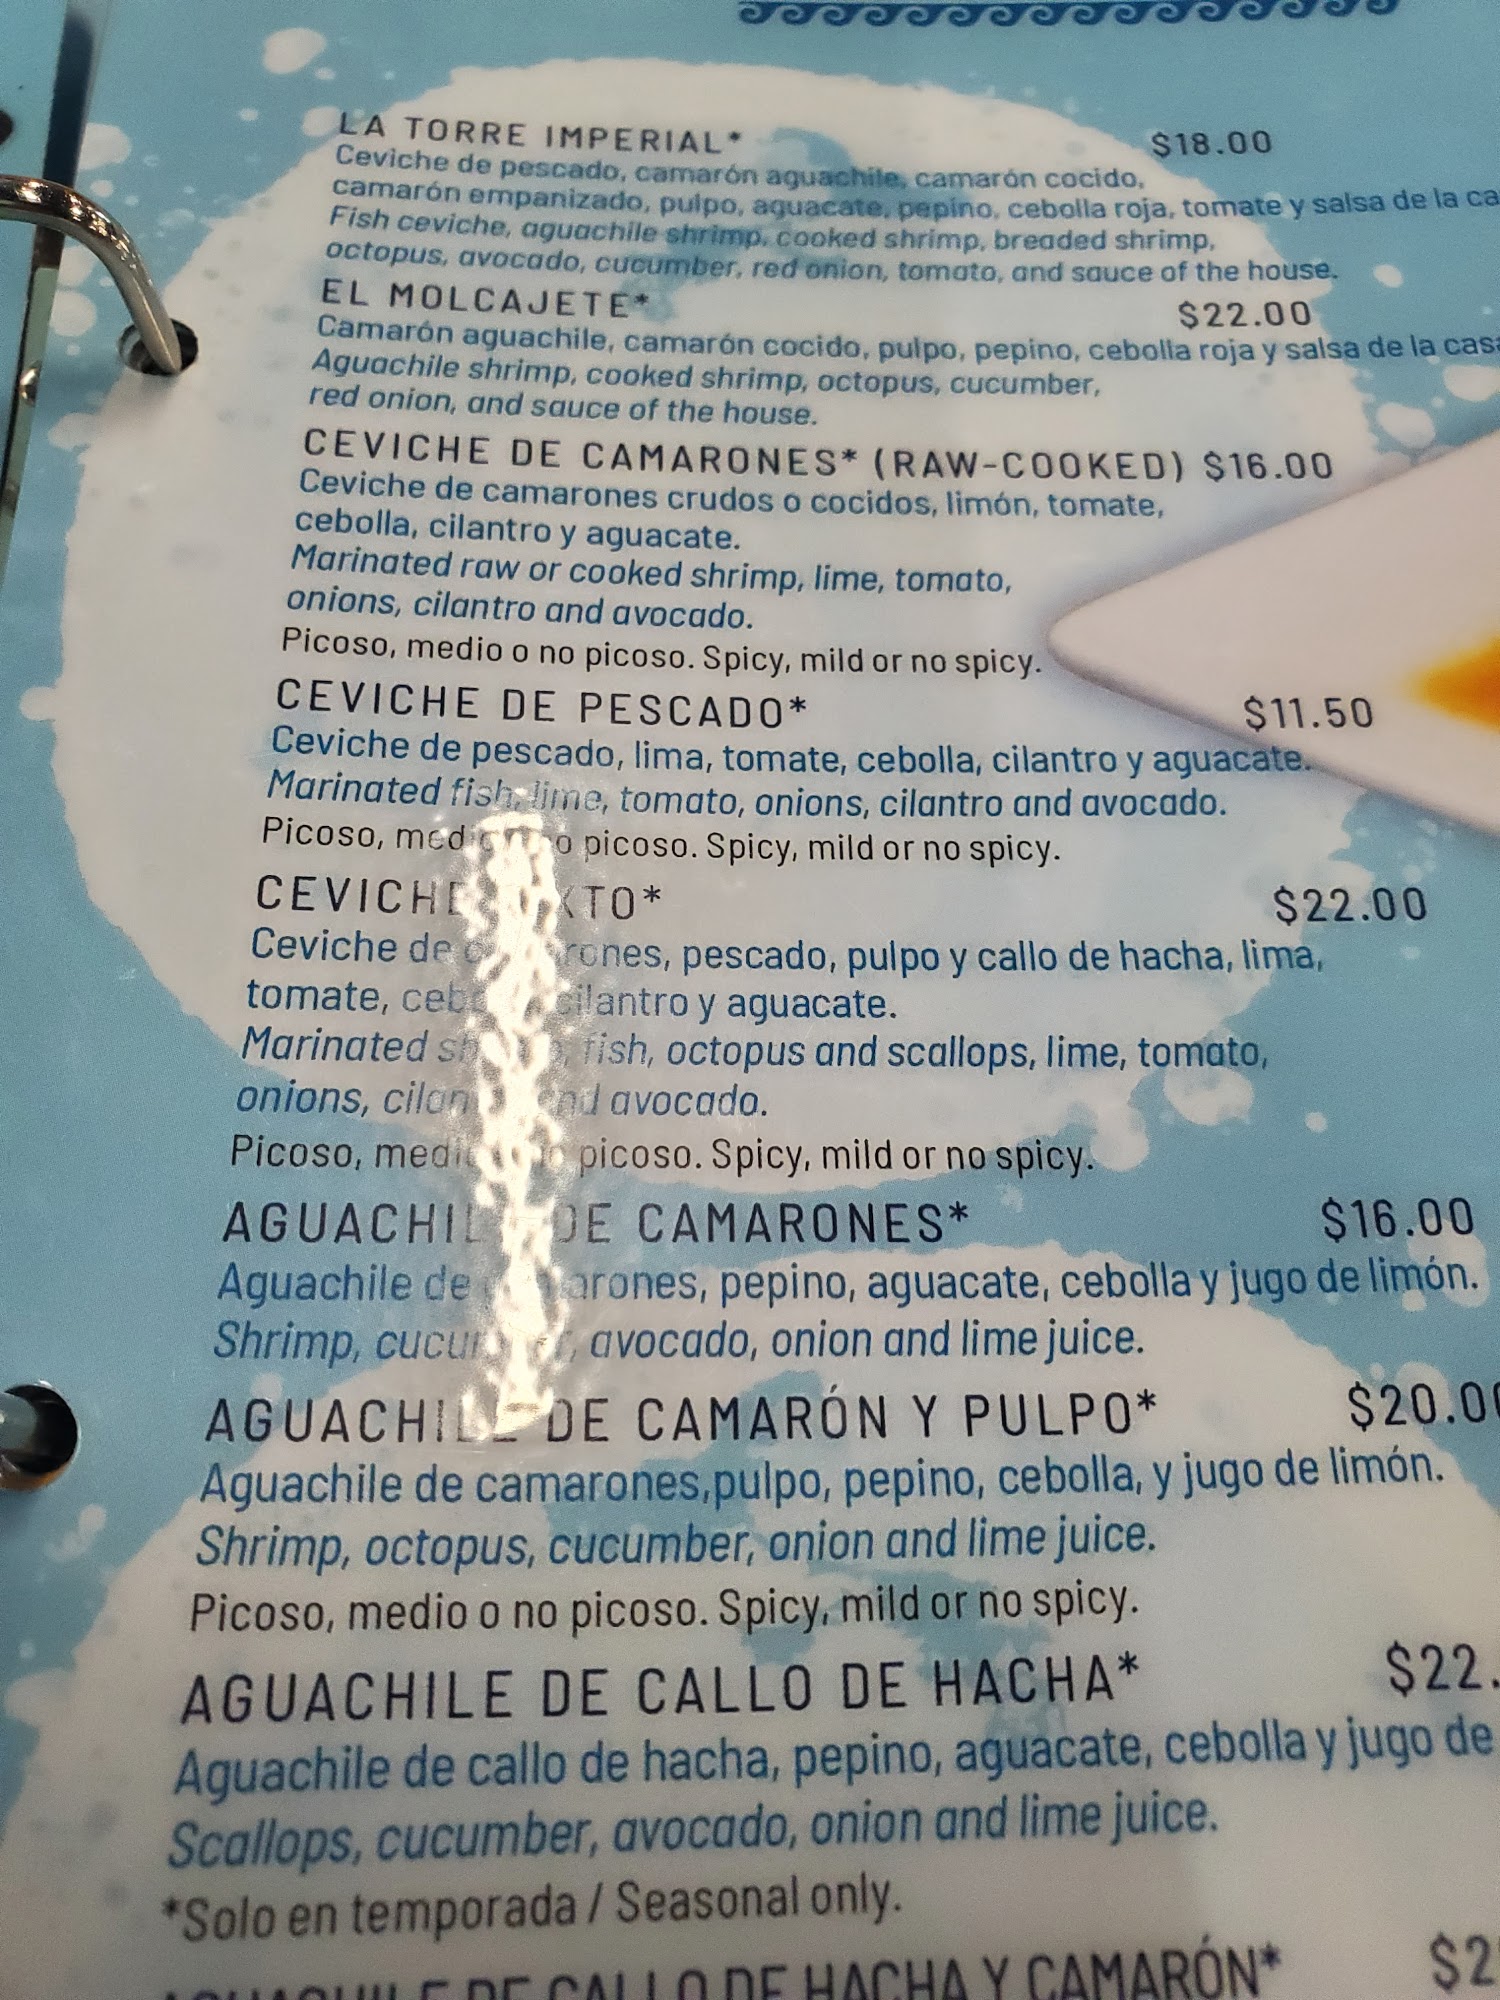 LA TORRE IMPERIAL* $18.00
Ceviche de pescado, camarón aguachile, camarón cocido,
camarón empanizado, pulpo, aguacate, pepino, cebolla roja, tomate y salsa de la
Fish ceviche, aguachile shrimp, cooked shrimp, breaded shrimp,
octopus, avocado, cucumber, red onion, tomato, and sauce of the house.
EL MOLCAJETE* $22.00
Camarón aguachile, camarón cocido, pulpo, pepino, cebolla roja y salsa de la
Aguachile shrimp, cooked shrimp, octopus, cucumber,
red onion, and sauce of the house.
CEVICHE DE CAMARONES* (RAW-COOKED) $16.00
Ceviche de camarones crudos o cocidos, limón, tomate,
cebolla, cilantro y aguacate.
Marinated raw or cooked shrimp, lime, tomato,
onions, cilantro and avocado.
Picoso, medio o no picoso. Spicy, mild or no spicy.
CEVICHE DE PESCADO* $11.50
Ceviche de pescado, lima, tomate, cebolla, cilantro y aguacate.
Marinated fish, lime, tomato, onions, cilantro and avocado.
Picoso, picoso. Spicy, mild or no spicy.
CEVICHE $22.00
Ceviche de pescado, pulpo y callo de hacha, lima,
tomate, cilantro y aguacate.
Marinated fish, octopus and scallops, lime, tomato,
onions, avocado.
Picoso, picoso. Spicy, mild or no spicy.
AGUACHILE DE CAMARONES* $16.00
Aguachile de pepino, aguacate, cebolla y jugo de limón.
Shrimp, avocado, onion and lime juice.
AGUACHILE DE CAMARÓN Y PULPO*
Aguachile de camarones,pulpo, pepino, cebolla, y jugo de limón.
Shrimp, octopus, cucumber, onion and lime juice.
Picoso, medio o no picoso. Spicy, mild or no spicy.
AGUACHILE DE CALLO DE HACHA* $22.
Aguachile de callo de hacha, pepino, aguacate, cebolla y jugo de
Scallops, cucumber, avocado, onion and lime juice.
*Solo en temporada / Seasonal only.
AGUACHILE DE CALLO DE HACHA Y CAMARÓN*